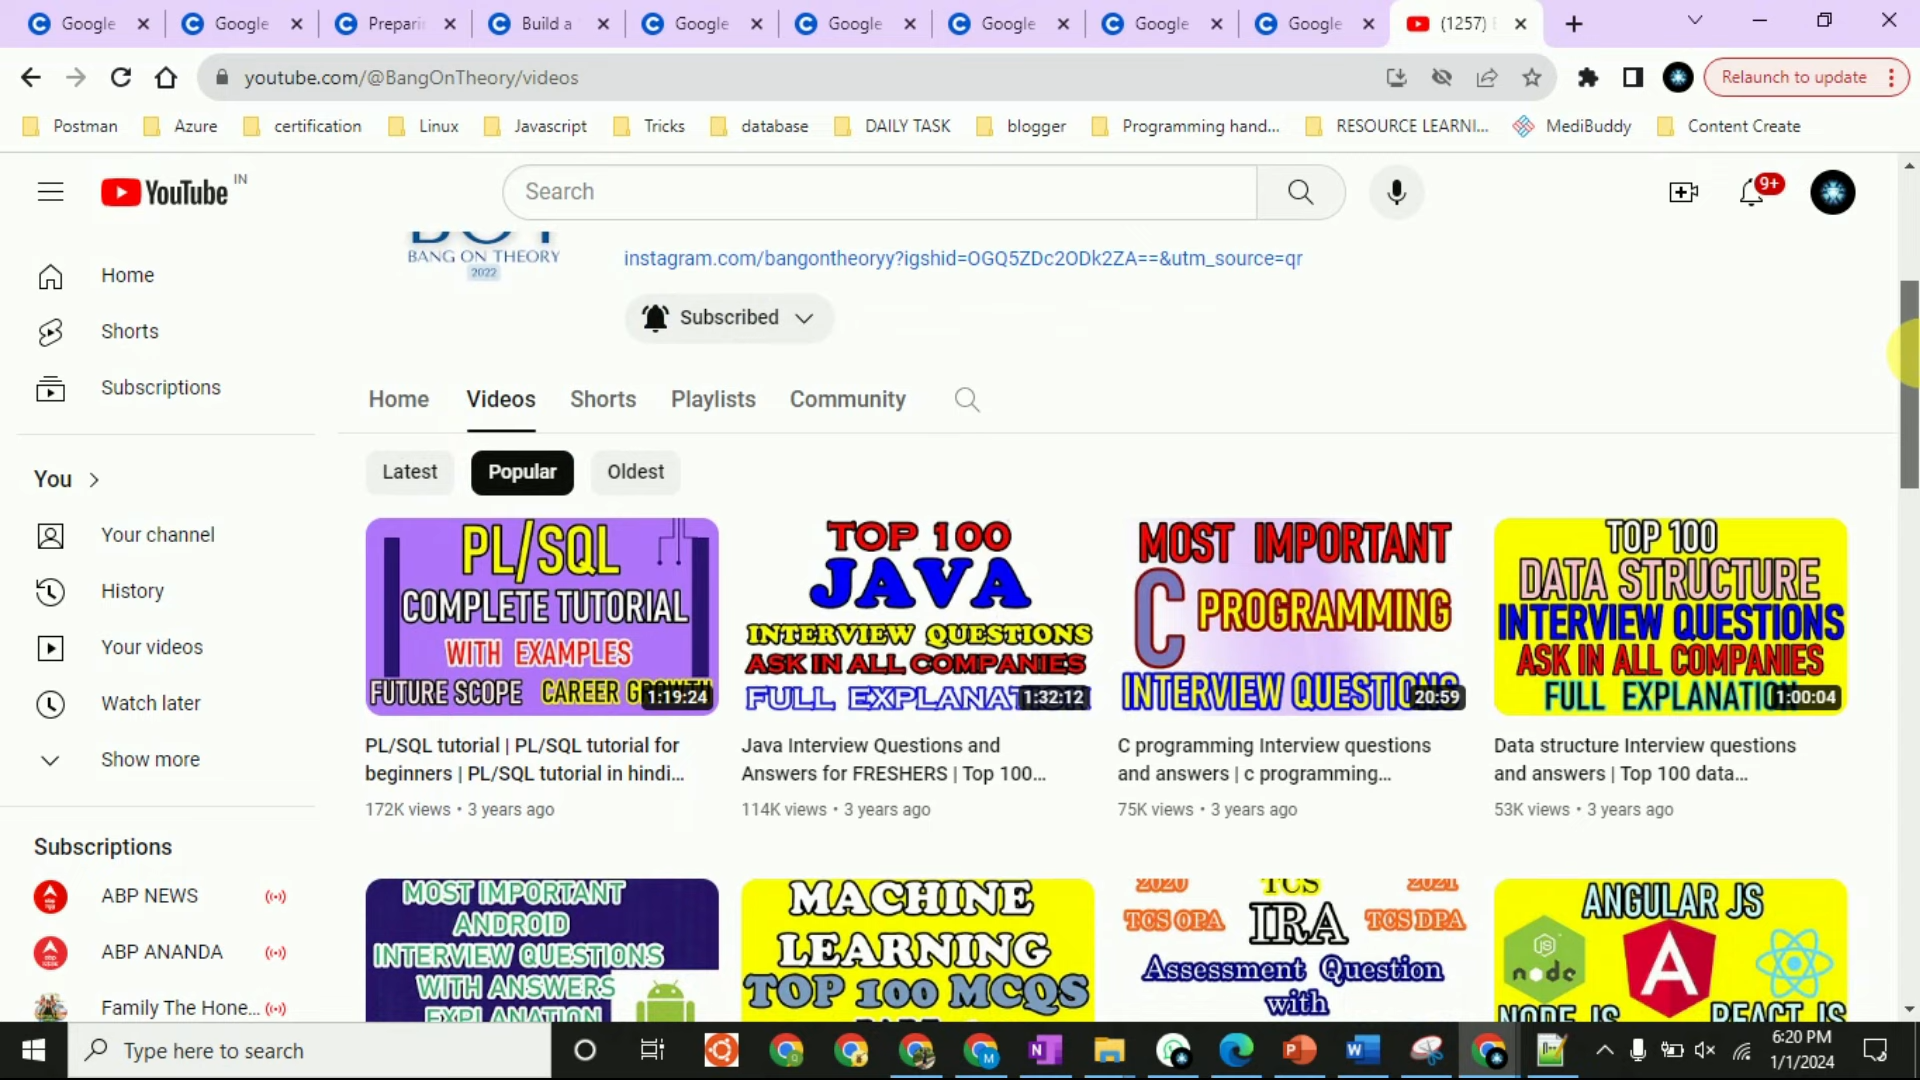 Google
Google
Prepari
Build a
Google
Google
Google
Google
Google
(1257)
youtube.com/@BangOnTheory/videos
Relaunch to update
Postman
Azure
certification
Linux
Javascript
Tricks
database
DAILY TASK
blogger
Programming hand...
RESOURCE LEARNI...
MediBuddy
Content Create
YouTube IN
Search
9+
Home
Shorts
Subscriptions
You
Your channel
History
Your videos
Watch later
Show more
Subscriptions
ABP NEWS
ABP ANANDA
Family The Hone...
BANG ON THEORY
2022
instagram.com/bangontheoryy?igshid=OGQ5ZDc2ODk2ZA==&utm_source=qr
Subscribed
Home
Videos
Shorts
Playlists
Community
Latest
Popular
Oldest
PL/SQL
COMPLETE TUTORIAL
WITH EXAMPLES
FUTURE SCOPE CAREER GROWTH
1:19:24
PL/SQL tutorial | PL/SQL tutorial for
beginners | PL/SQL tutorial in hindi...
172K views • 3 years ago
TOP 100
JAVA
INTERVIEW QUESTIONS
ASK IN ALL COMPANIES
FULL EXPLANAT
1:32:12
Java Interview Questions and
Answers for FRESHERS | Top 100...
114K views • 3 years ago
MOST IMPORTANT
C PROGRAMMING
INTERVIEW QUESTIONS
20:59
C programming Interview questions
and answers | c programming...
75K views • 3 years ago
TOP 100
DATA STRUCTURE
INTERVIEW QUESTIONS
ASK IN ALL COMPANIES
FULL EXPLANATION
1:00:04
Data structure Interview questions
and answers | Top 100 data...
53K views • 3 years ago
MOST IMPORTANT
ANDROID
INTERVIEW QUESTIONS
WITH ANSWERS
EXPLANATION
MACHINE
LEARNING
TOP 100 MCQS
2020 TCS 2021
TCS OPA IRA TCS DPA
Assessment Question
with
ANGULAR JS
node
JS
NODE JS REACT JS
Type here to search
6:20 PM
1/1/2024